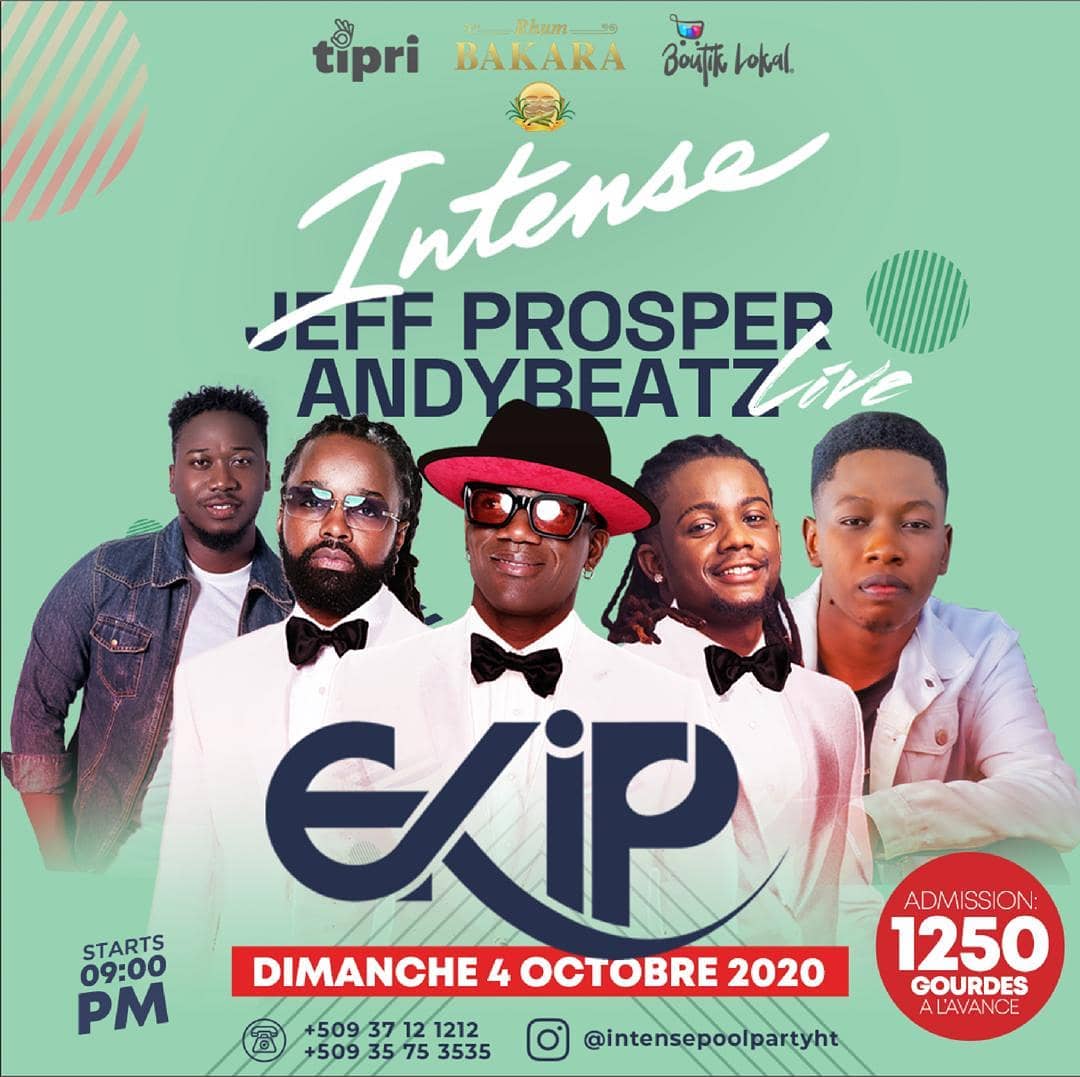 tipri
Rhum
BAKARA
Boutik Lokal
Intense
JEFF PROSPER
ANDYBEATZ
Live
EKIP
DIMANCHE 4 OCTOBRE 2020
STARTS
09:00
PM
ADMISSION:
1250
GOURDES
A L'AVANCE
+509 37 12 1212
+509 35 75 3535
@intensepoolpartyht